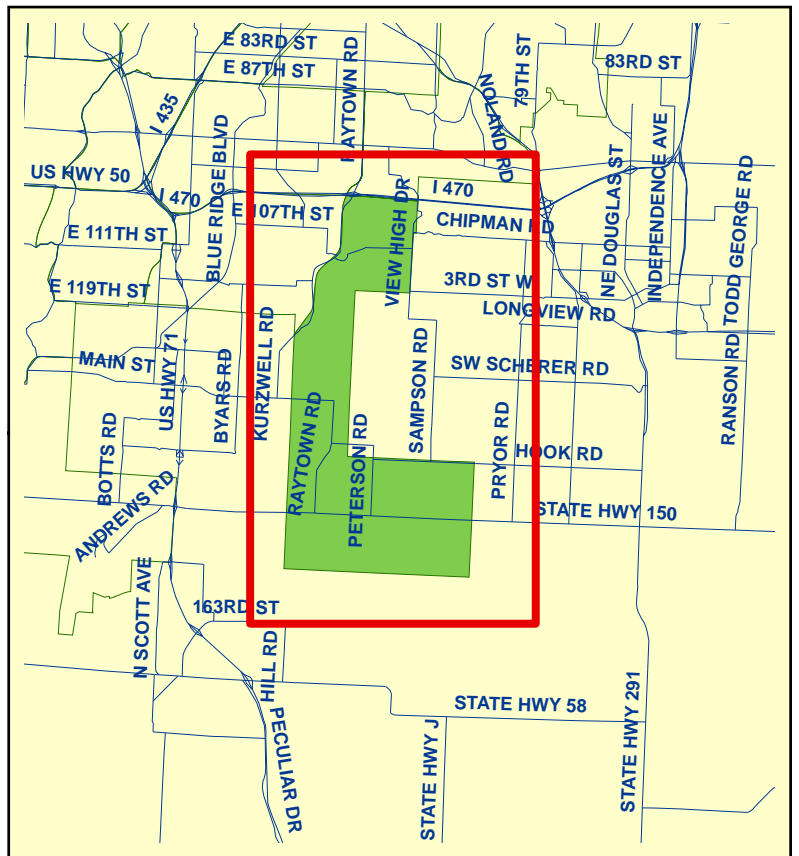 E 83RD ST
E 87TH ST
RAYTOWN RD
NOLAND RD
79TH ST
83RD ST
I 435
US HWY 50
I 470
BLUE RIDGE BLVD
E 107TH ST
VIEW HIGH DR
I 470
CHIPMAN RD
NE DOUGLAS ST
INDEPENDENCE AVE
TODD GEORGE RD
E 111TH ST
E 119TH ST
3RD ST W
LONGVIEW RD
MAIN ST
US HWY 71
BYARS RD
KURZWELL RD
SAMPSON RD
SW SCHERER RD
RANSON RD
BOTTS RD
RAYTOWN RD
PETERSON RD
PRYOR RD
HOOK RD
ANDREWS RD
STATE HWY 150
N SCOTT AVE
163RD ST
HILL RD
PECULIAR DR
STATE HWY 58
STATE HWY J
STATE HWY 291